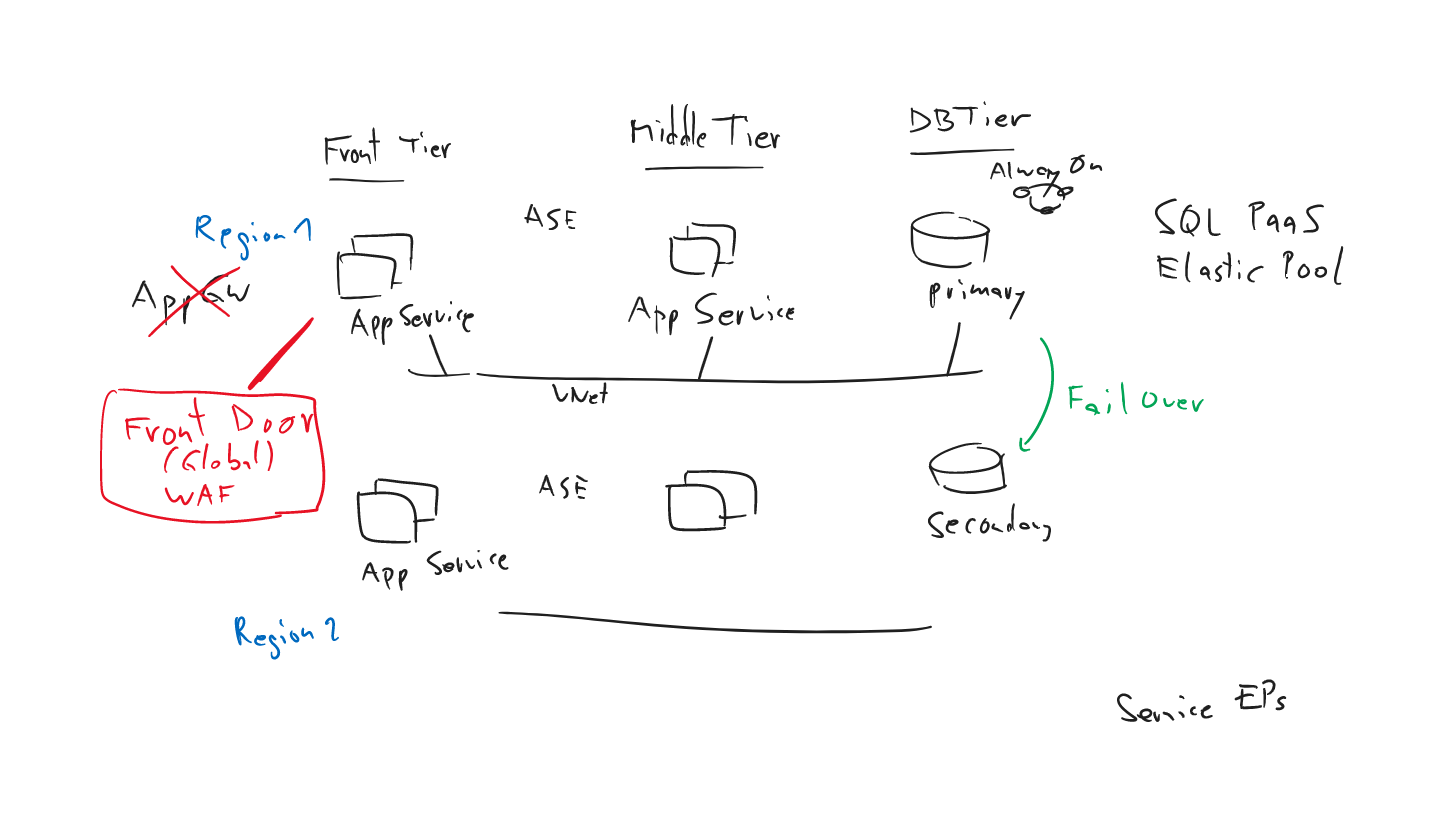 Front Tier
Middle Tier
DBTier
Always On
Region 1
ASE
SQL PaaS
Elastic Pool
AppGw
App Service
App Service
primary
VNet
Fail over
Front Door
(Global)
WAF
ASE
Secondary
App Service
Region 2
Service EPs